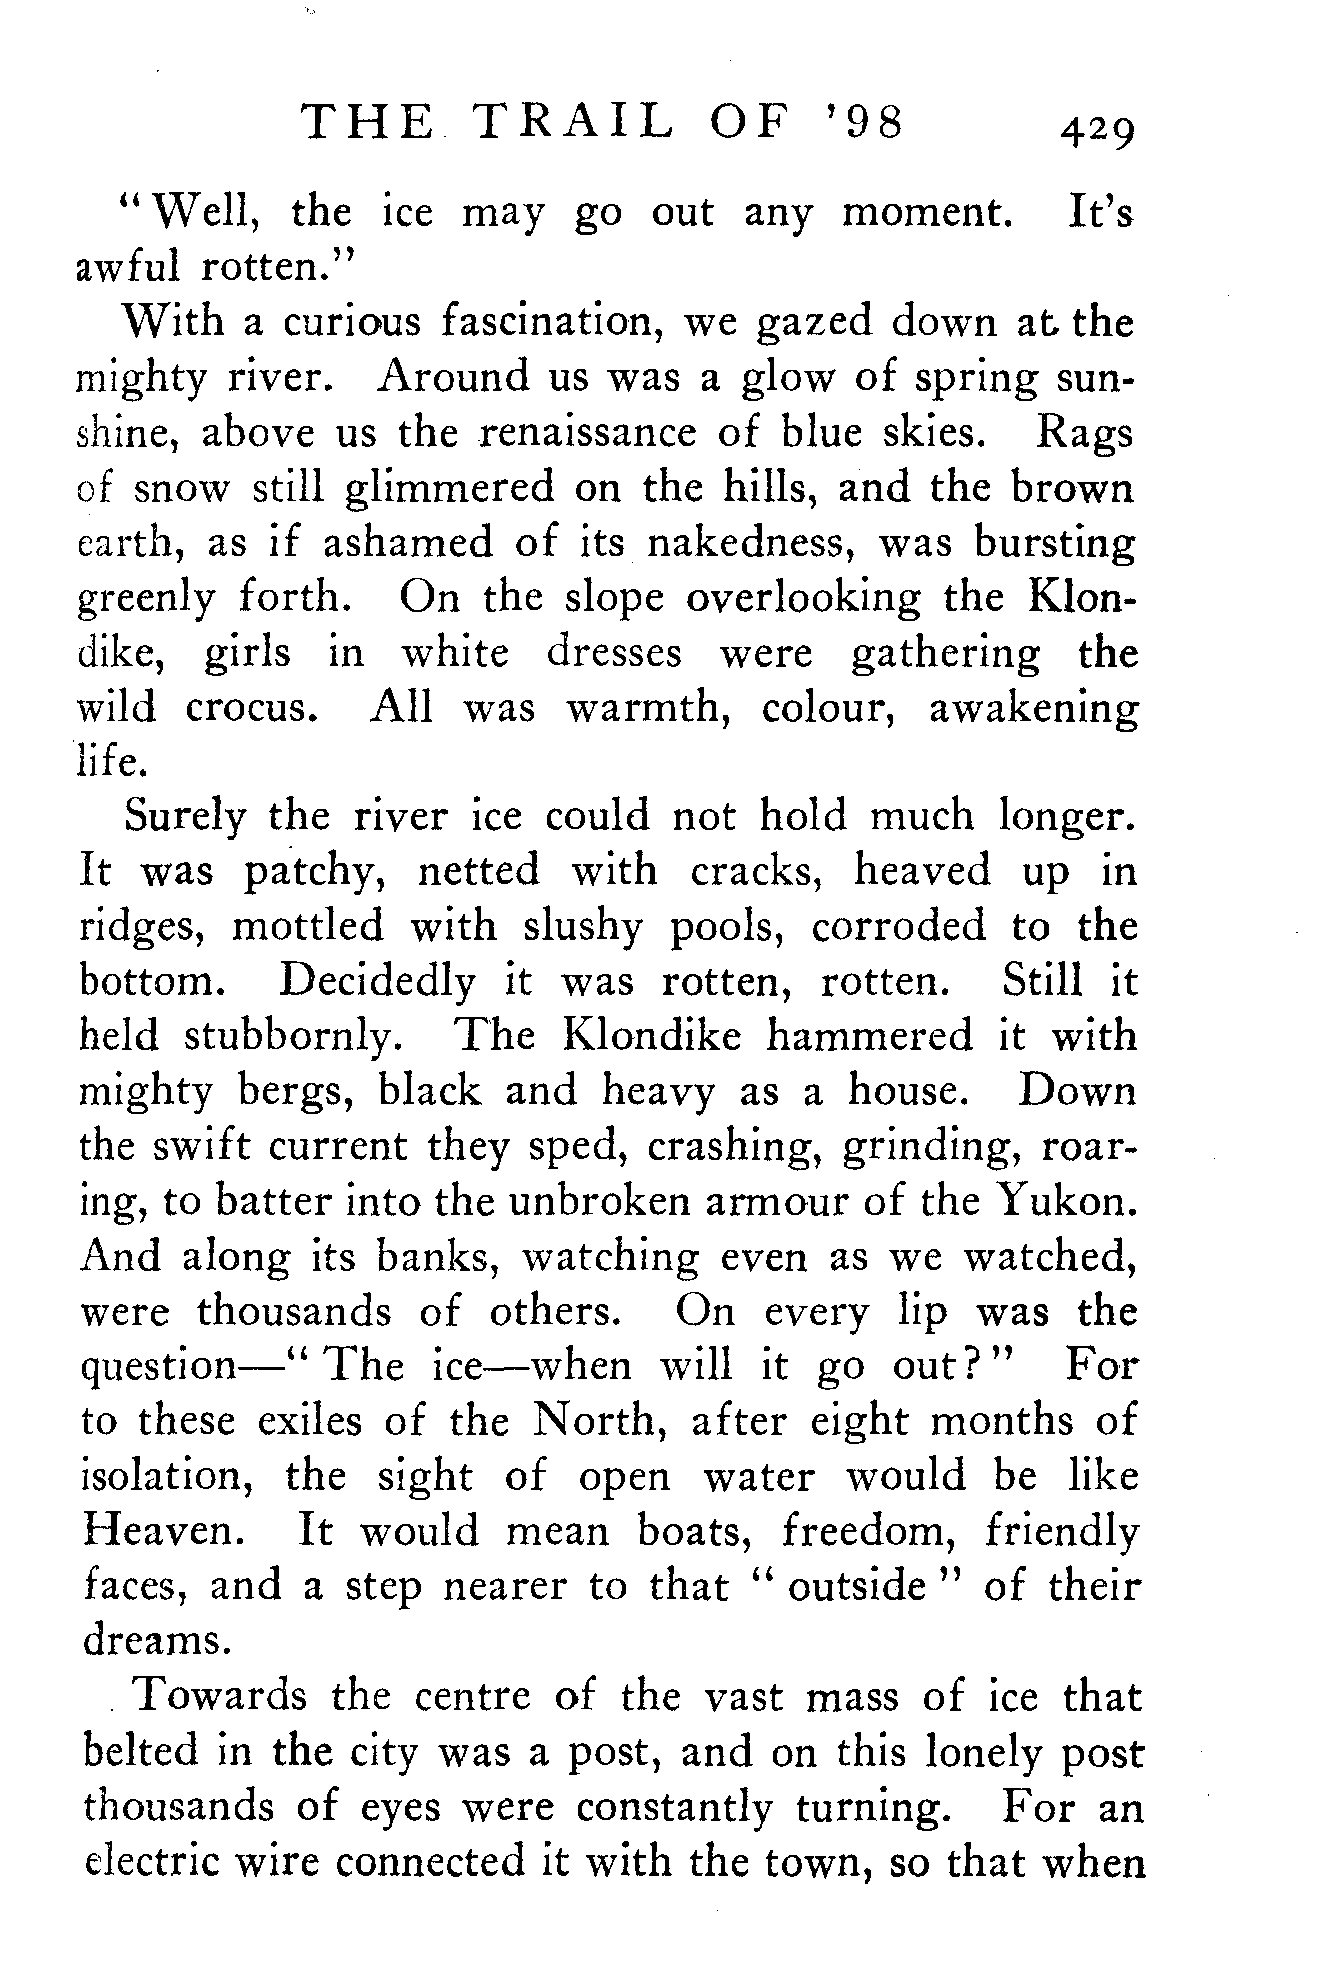 THE TRAIL OF '98 429
"Well, the ice may go out any moment. It's
awful rotten."
With a curious fascination, we gazed down at the
mighty river. Around us was a glow of spring sun-
shine, above us the renaissance of blue skies. Rags
of snow still glimmered on the hills, and the brown
earth, as if ashamed of its nakedness, was bursting
greenly forth. On the slope overlooking the Klon-
dike, girls in white dresses were gathering the
wild crocus. All was warmth, colour, awakening
life.
Surely the river ice could not hold much longer.
It was patchy, netted with cracks, heaved up in
ridges, mottled with slushy pools, corroded to the
bottom. Decidedly it was rotten, rotten. Still it
held stubbornly. The Klondike hammered it with
mighty bergs, black and heavy as a house. Down
the swift current they sped, crashing, grinding, roar-
ing, to batter into the unbroken armour of the Yukon.
And along its banks, watching even as we watched,
were thousands of others. On every lip was the
question—"The ice—when will it go out?" For
to these exiles of the North, after eight months of
isolation, the sight of open water would be like
Heaven. It would mean boats, freedom, friendly
faces, and a step nearer to that "outside" of their
dreams.
Towards the centre of the vast mass of ice that
belted in the city was a post, and on this lonely post
thousands of eyes were constantly turning. For an
electric wire connected it with the town, so that when